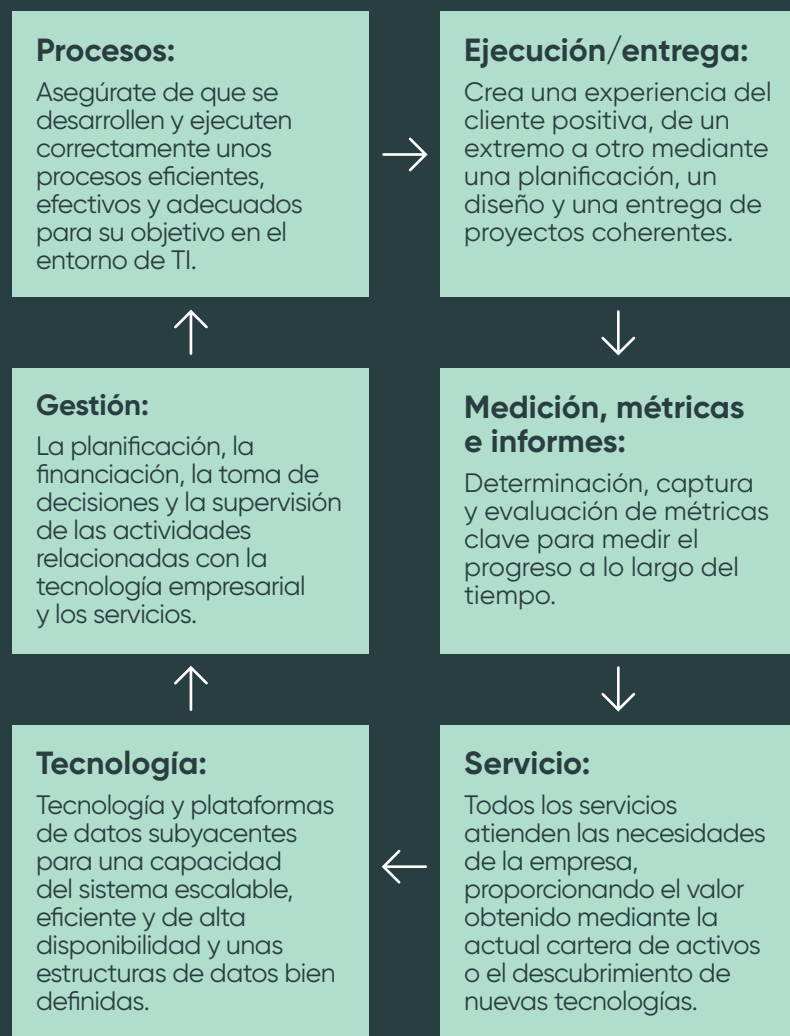 Procesos:
Asegúrate de que se
desarrollen y ejecuten
correctamente unos
procesos eficientes,
efectivos y adecuados
para su objetivo en el
entorno de TI.
Ejecución/entrega:
Crea una experiencia del
cliente positiva, de un
extremo a otro mediante
una planificación, un
diseño y una entrega de
proyectos coherentes.
Gestión:
La planificación, la
financiación, la toma de
decisiones y la supervisión
de las actividades
relacionadas con la
tecnología empresarial
y los servicios.
Medición, métricas
e informes:
Determinación, captura
y evaluación de métricas
clave para medir el
progreso a lo largo del
tiempo.
Tecnología:
Tecnología y plataformas
de datos subyacentes
para una capacidad
del sistema escalable,
eficiente y de alta
disponibilidad y unas
estructuras de datos bien
definidas.
Servicio:
Todos los servicios
atienden las necesidades
de la empresa,
proporcionando el valor
obtenido mediante la
actual cartera de activos
o el descubrimiento de
nuevas tecnologías.